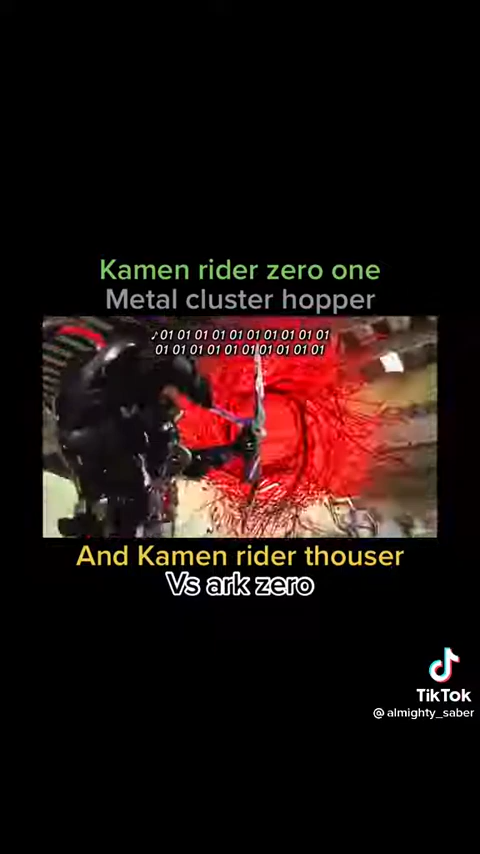 Kamen rider zero one
Metal cluster hopper
♪01 01 01 01 01 01 01 01 01 01
01 01 01 01 01 01 01 01 01 01
And Kamen rider thouser
Vs ark zero
TikTok
@almighty_saber